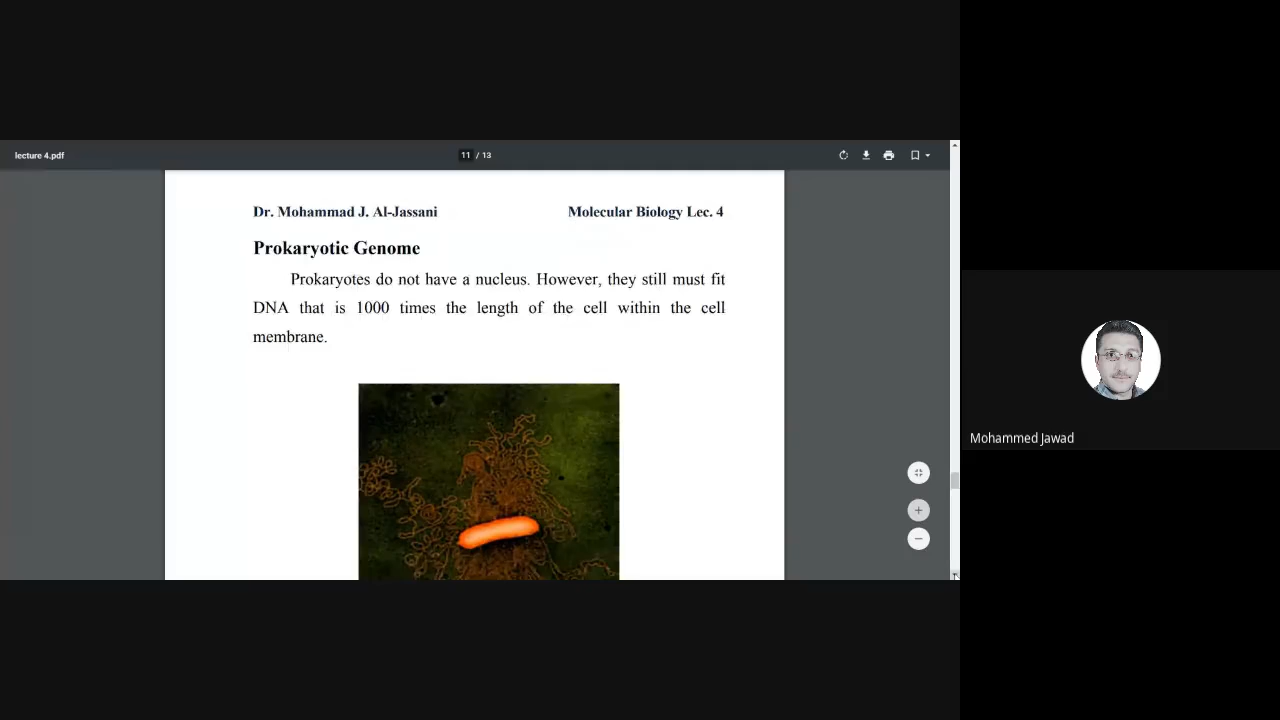 lecture 4.pdf
11 / 13
Dr. Mohammad J. Al-Jassani Molecular Biology Lec. 4
Prokaryotic Genome
Prokaryotes do not have a nucleus. However, they still must fit
DNA that is 1000 times the length of the cell within the cell
membrane.
Mohammed Jawad